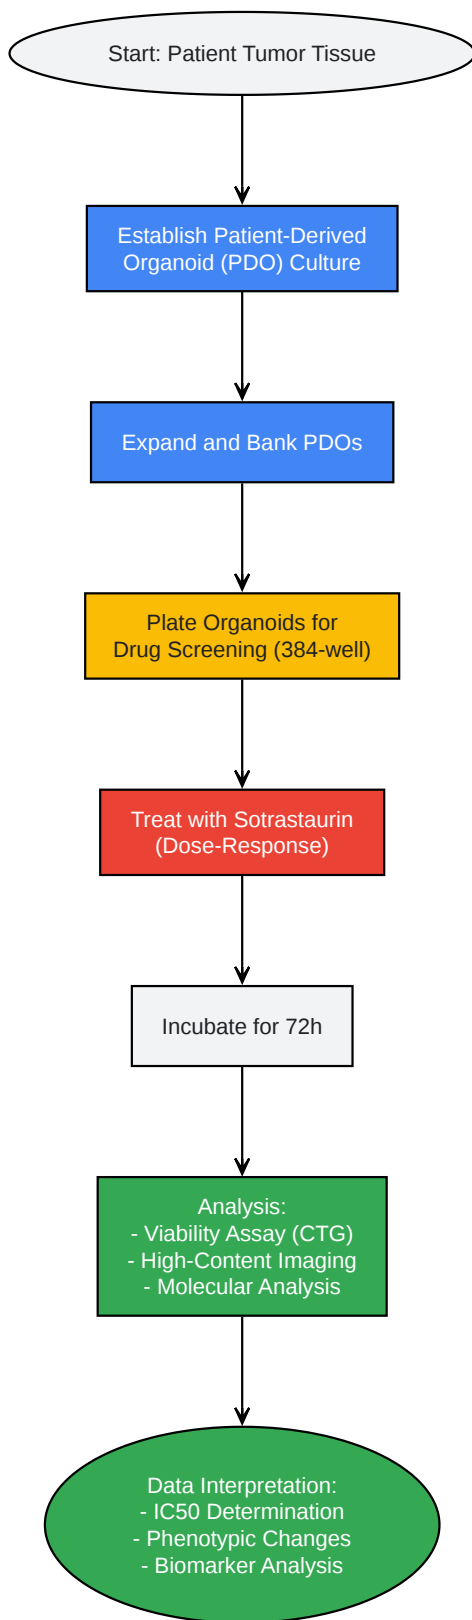 Start: Patient Tumor Tissue
Establish Patient-Derived
Organoid (PDO) Culture
Expand and Bank PDOs
Plate Organoids for
Drug Screening (384-well)
Treat with Sotrastaurin
(Dose-Response)
Incubate for 72h
Analysis:
- Viability Assay (CTG)
- High-Content Imaging
- Molecular Analysis
Data Interpretation:
- IC50 Determination
- Phenotypic Changes
- Biomarker Analysis